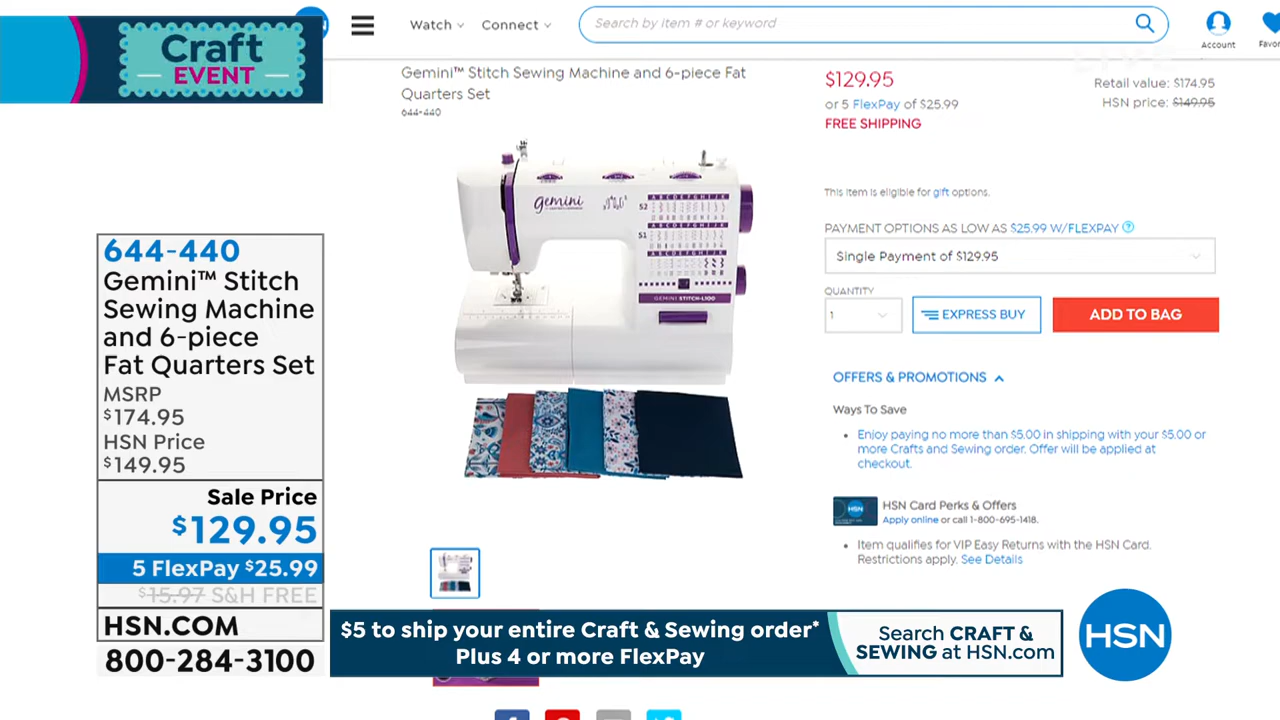 Craft
EVENT
Watch
Connect
Search by item # or keyword
Account
Gemini™ Stitch Sewing Machine and 6-piece Fat
Quarters Set
644-440
$129.95
or 5 FlexPay of $25.99
FREE SHIPPING
LIVE
Retail value: $174.95
HSN price: $149.95
This item is eligible for gift options.
PAYMENT OPTIONS AS LOW AS $25.99 W/FLEXPAY
Single Payment of $129.95
QUANTITY
1
EXPRESS BUY
ADD TO BAG
OFFERS & PROMOTIONS
Ways To Save
Enjoy paying no more than $5.00 in shipping with your $5.00 or
more Crafts and Sewing order. Offer will be applied at
checkout.
HSN
HSN Card Perks & Offers
Apply online or call 1-800-695-1418.
Item qualifies for VIP Easy Returns with the HSN Card.
Restrictions apply. See Details
gemini
S2
S1
A B C D E F G H I J K
GEMINI STITCH-L100
644-440
Gemini™ Stitch
Sewing Machine
and 6-piece
Fat Quarters Set
MSRP
$174.95
HSN Price
$149.95
Sale Price
$129.95
5 FlexPay $25.99
$15.97 S&H FREE
HSN.COM
800-284-3100
$5 to ship your entire Craft & Sewing order*
Plus 4 or more FlexPay
Search CRAFT &
SEWING at HSN.com
HSN